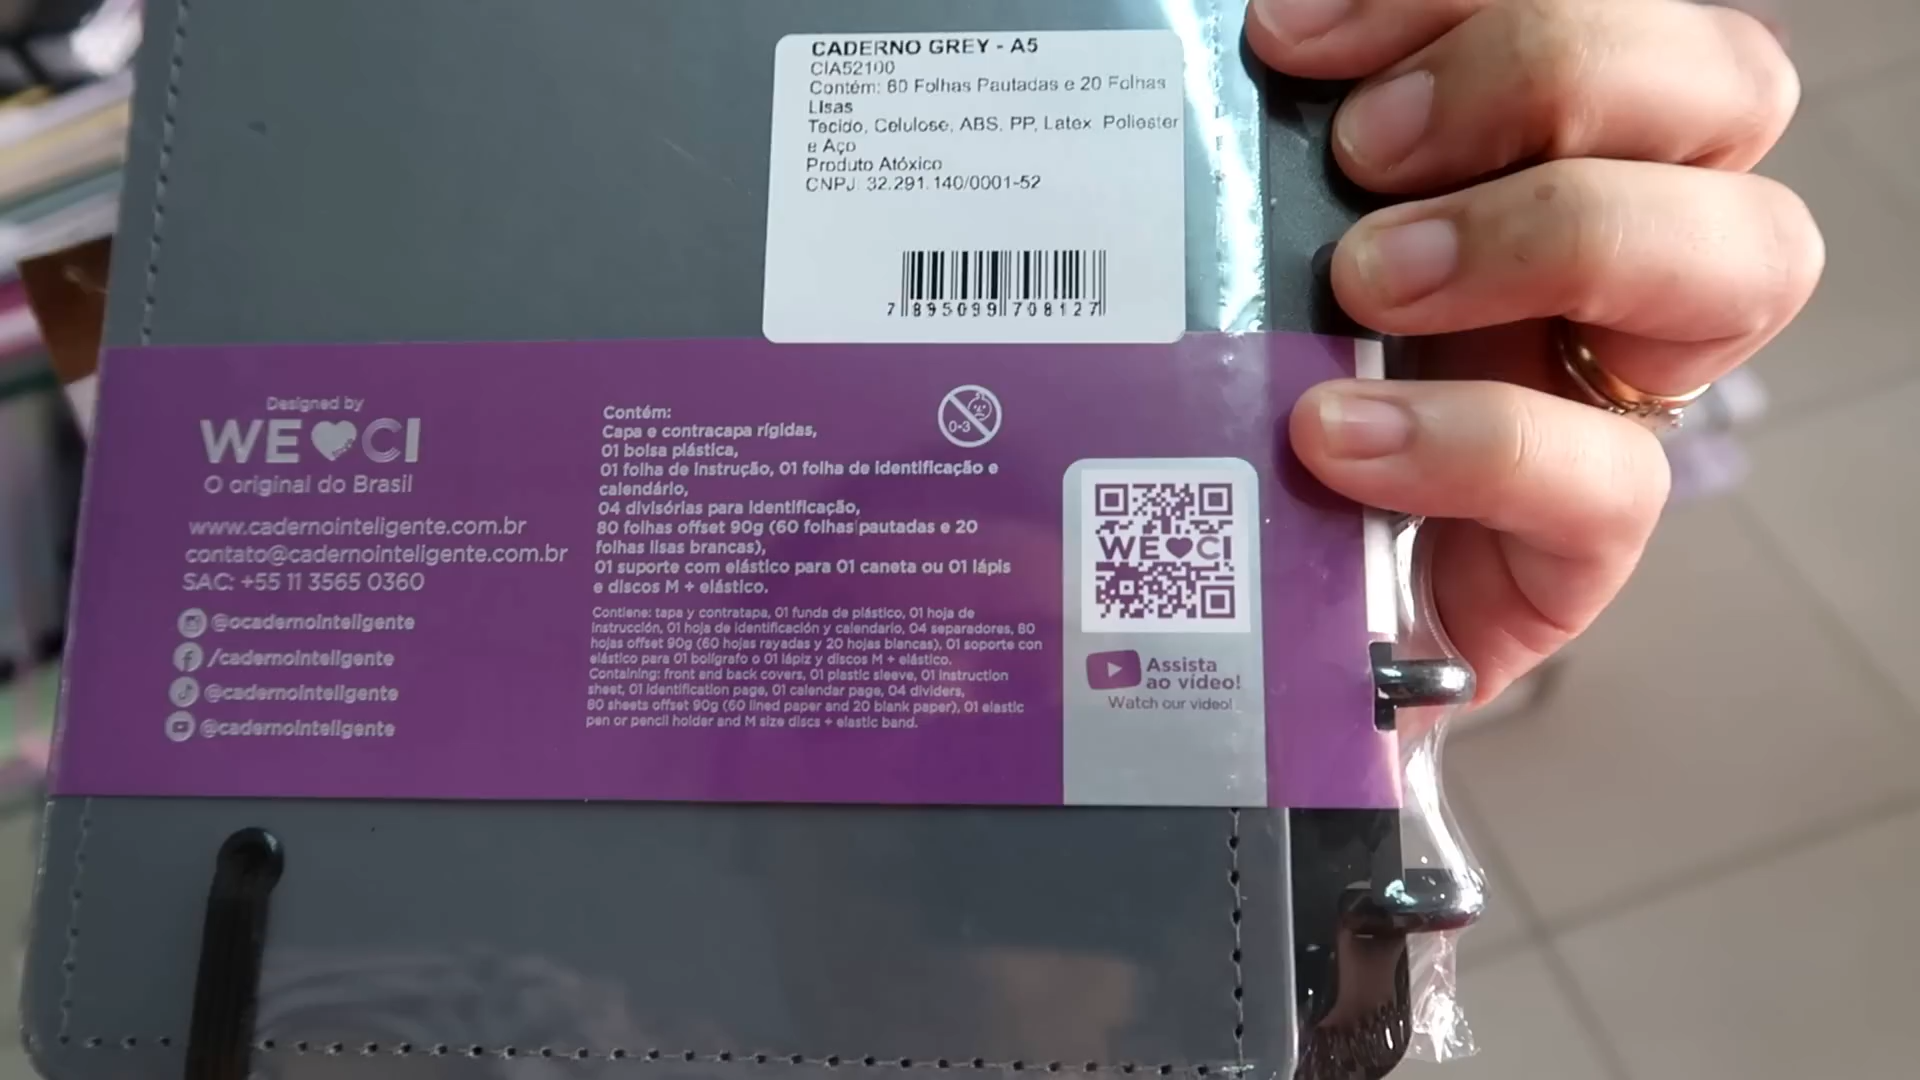 CADERNO GREY - A5
CIA52100
Contém: 60 Folhas Pautadas e 20 Folhas
Lisas
Tecido, Celulose, ABS, PP, Latex Poliester
e Aço
Produto Atóxico
CNPJ 32.291.140/0001-52
7 895099 708127
Designed by
WE CI
O original do Brasil
www.cadernointeligente.com.br
contato@cadernointeligente.com.br
SAC: +55 11 3565 0360
@ocadernointeligente
/cadernointeligente
@cadernointeligente
@cadernointeligente
Contém:
Capa e contracapa rígidas,
01 bolsa plástica,
01 folha de instrução, 01 folha de identificação e
calendário,
04 divisórias para identificação,
80 folhas offset 90g (60 folhas pautadas e 20
folhas lisas brancas),
01 suporte com elástico para 01 caneta ou 01 lápis
e discos M + elástico.
Contiene: tapa y contratapa, 01 funda de plástico, 01 hoja de
instrucción, 01 hoja de identificación y calendario, 04 separadores, 80
hojas offset 90g (60 hojas rayadas y 20 hojas blancas), 01 soporte con
elástico para 01 bolígrafo o 01 lápiz y discos M + elástico.
Containing: front and back covers, 01 plastic sleeve, 01 instruction
sheet, 01 identification page, 01 calendar page, 04 dividers,
80 sheets offset 90g (60 lined paper and 20 blank paper), 01 elastic
pen or pencil holder and M size discs + elastic band.
0-3
WE CI
Assista
ao vídeo!
Watch our video!